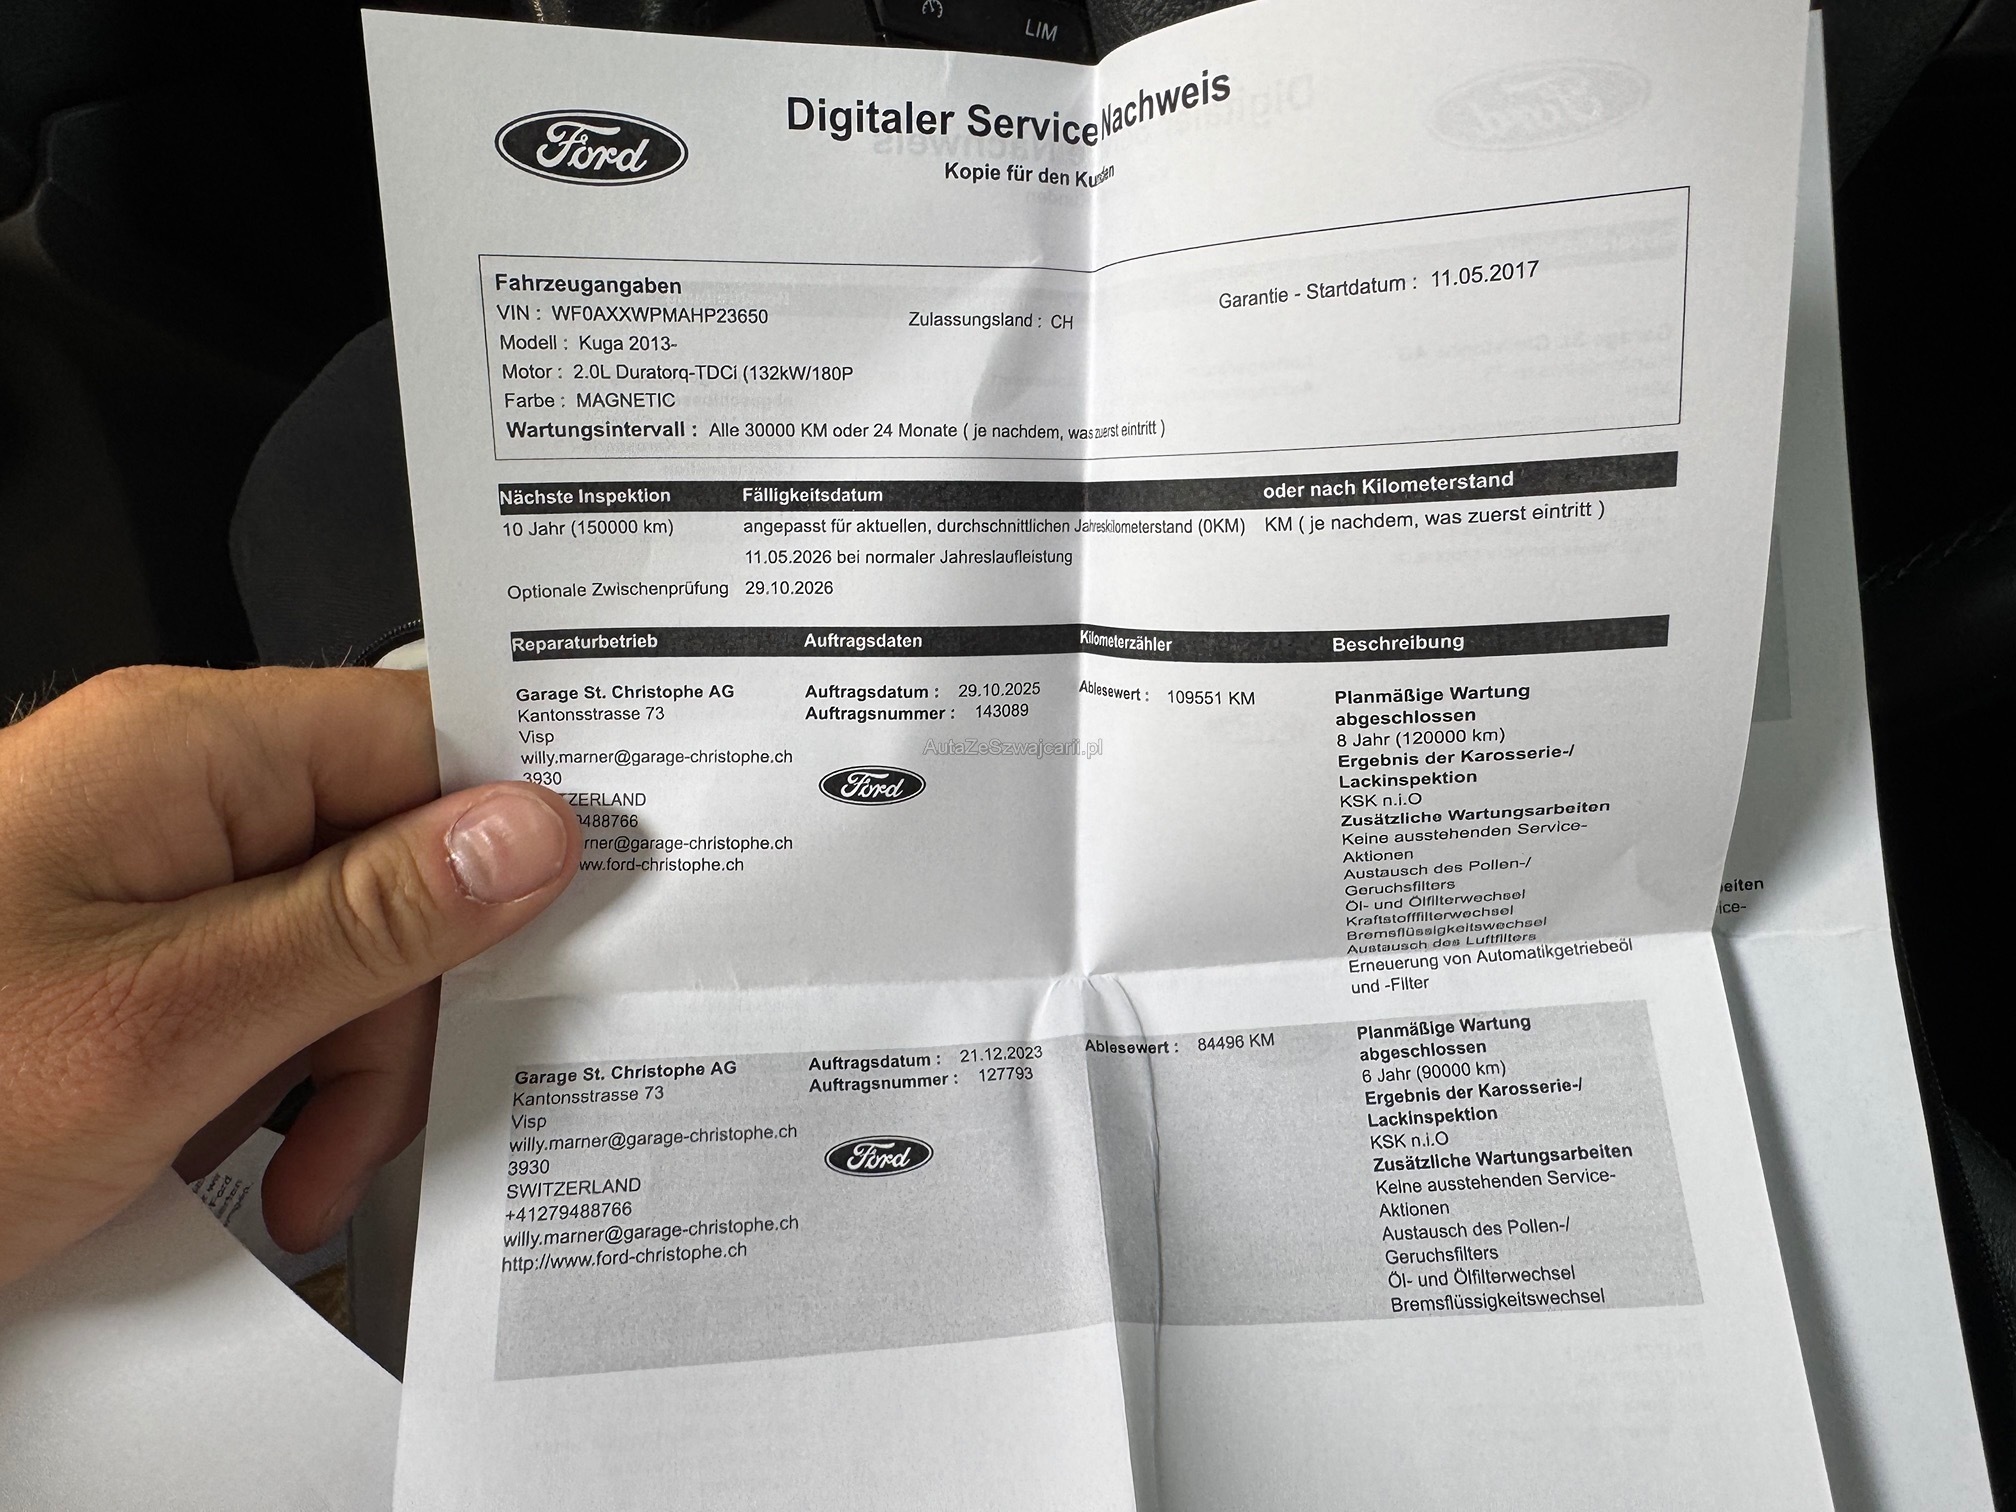 LIM
Ford
Digitaler Service Nachweis
Kopie für den Kunden
Fahrzeugangaben
VIN : WF0AXXWPMAHP23650
Zulassungsland : CH
Garantie - Startdatum : 11.05.2017
Modell : Kuga 2013-
Motor : 2.0L Duratorq-TDCi (132kW/180P
Farbe : MAGNETIC
Wartungsintervall : Alle 30000 KM oder 24 Monate ( je nachdem, was zuerst eintritt )
Nächste Inspektion Fälligkeitsdatum oder nach Kilometerstand
10 Jahr (150000 km) angepasst für aktuellen, durchschnittlichen Jahreskilometerstand (0KM) KM ( je nachdem, was zuerst eintritt )
11.05.2026 bei normaler Jahreslaufleistung
Optionale Zwischenprüfung 29.10.2026
Reparaturbetrieb Auftragsdaten Kilometerzähler Beschreibung
Garage St. Christophe AG
Kantonsstrasse 73
Visp
willy.marner@garage-christophe.ch
3930
ZERLAND
488766
rner@garage-christophe.ch
ww.ford-christophe.ch
Auftragsdatum : 29.10.2025
Auftragsnummer : 143089
Ford
Ablesewert : 109551 KM
Planmäßige Wartung
abgeschlossen
8 Jahr (120000 km)
Ergebnis der Karosserie-/
Lackinspektion
KSK n.i.O
Zusätzliche Wartungsarbeiten
Keine ausstehenden Service-
Aktionen
Austausch des Pollen-/
Geruchsfilters
Öl- und Ölfilterwechsel
Kraftstofffilterwechsel
Bremsflüssigkeitswechsel
Austausch des Luftfilters
Erneuerung von Automatikgetriebeöl
und -Filter
AutaZeSzwajcarii.pl
Garage St. Christophe AG
Kantonsstrasse 73
Visp
willy.marner@garage-christophe.ch
3930
SWITZERLAND
+41279488766
willy.marner@garage-christophe.ch
http://www.ford-christophe.ch
Auftragsdatum : 21.12.2023
Auftragsnummer : 127793
Ford
Ablesewert : 84496 KM
Planmäßige Wartung
abgeschlossen
6 Jahr (90000 km)
Ergebnis der Karosserie-/
Lackinspektion
KSK n.i.O
Zusätzliche Wartungsarbeiten
Keine ausstehenden Service-
Aktionen
Austausch des Pollen-/
Geruchsfilters
Öl- und Ölfilterwechsel
Bremsflüssigkeitswechsel
eiten
ice-